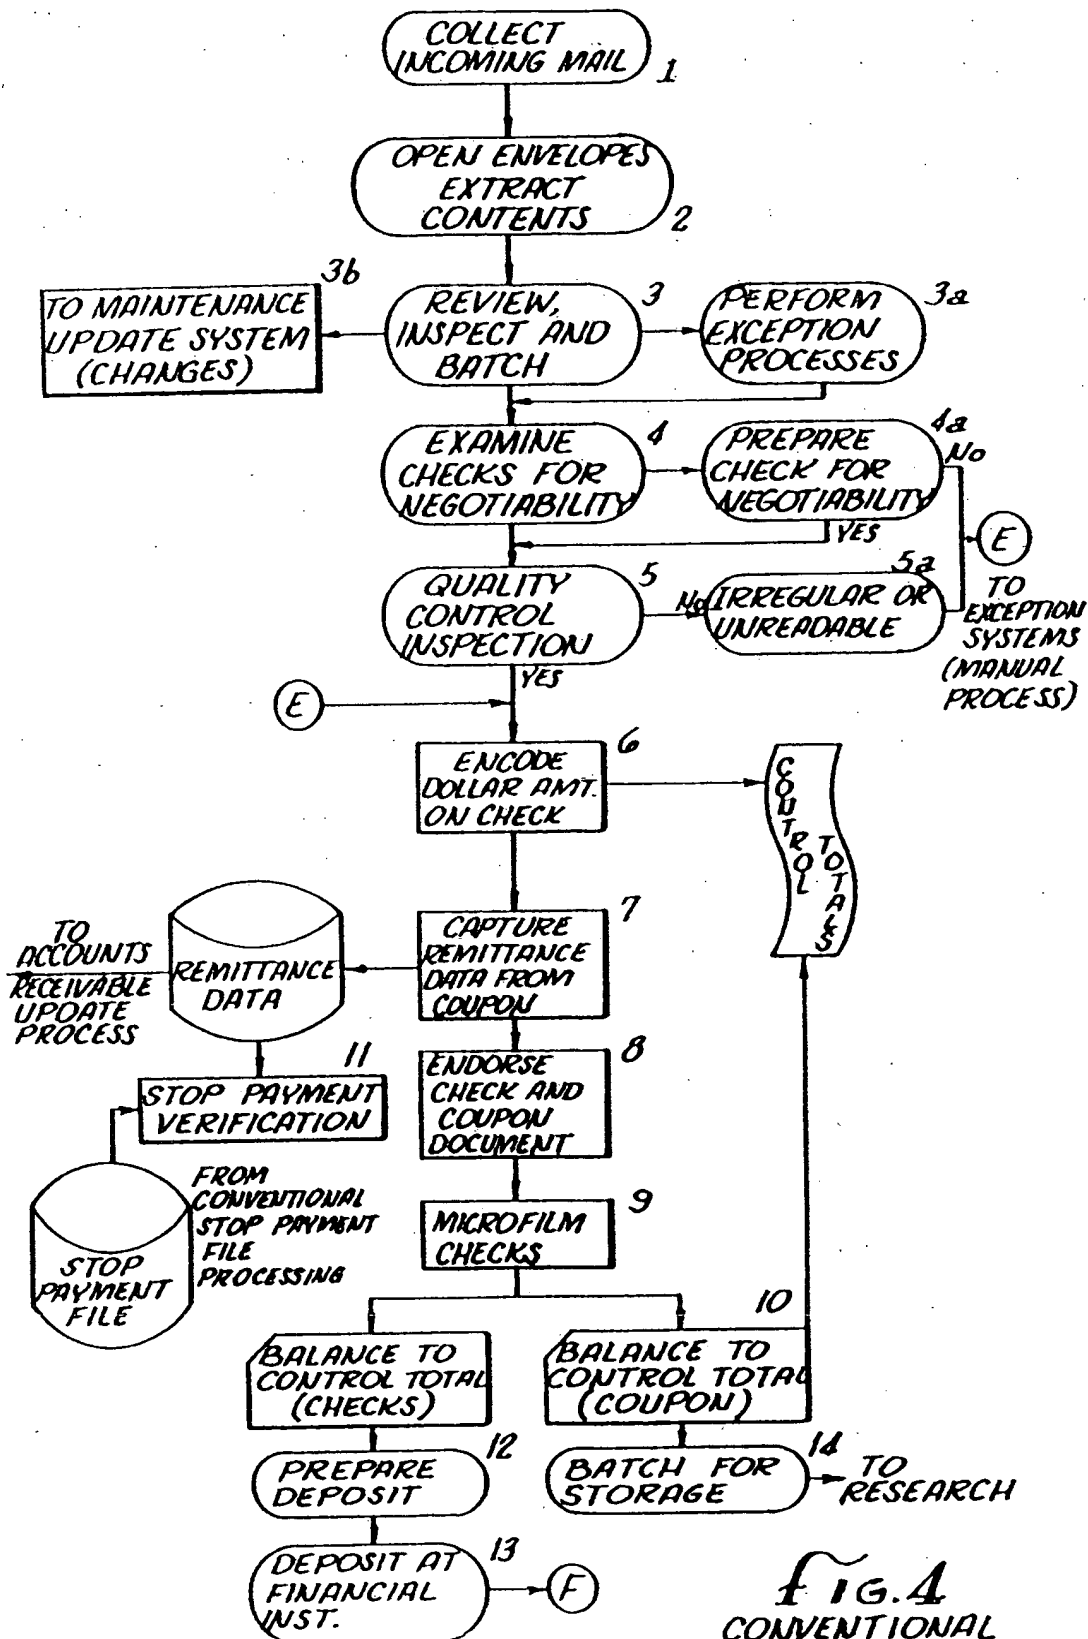 COLLECT
INCOMING MAIL
1
OPEN ENVELOPES
EXTRACT
CONTENTS
2
3b
TO MAINTENANCE
UPDATE SYSTEM
(CHANGES)
REVIEW,
INSPECT AND
BATCH
3
PERFORM
EXCEPTION
PROCESSES
3a
EXAMINE
CHECKS FOR
NEGOTIABILITY
4
PREPARE
CHECK FOR
NEGOTIABILITY
4a
No
YES
E
TO
EXCEPTION
SYSTEMS
(MANUAL
PROCESS)
QUALITY
CONTROL
INSPECTION
5
No
IRREGULAR OR
UNREADABLE
5a
YES
E
ENCODE
DOLLAR AMT.
ON CHECK
6
CONTROL
TOTALS
CAPTURE
REMITTANCE
DATA FROM
COUPON
7
REMITTANCE
DATA
TO
ACCOUNTS
RECEIVABLE
UPDATE
PROCESS
11
STOP PAYMENT
VERIFICATION
ENDORSE
CHECK AND
COUPON
DOCUMENT
8
STOP
PAYMENT
FILE
FROM
CONVENTIONAL
STOP PAYMENT
FILE
PROCESSING
MICROFILM
CHECKS
9
BALANCE TO
CONTROL TOTAL
(CHECKS)
10
BALANCE TO
CONTROL TOTAL
(COUPON)
12
PREPARE
DEPOSIT
14
BATCH FOR
STORAGE
TO
RESEARCH
DEPOSIT AT
FINANCIAL
INST.
13
F
FIG. 4
CONVENTIONAL